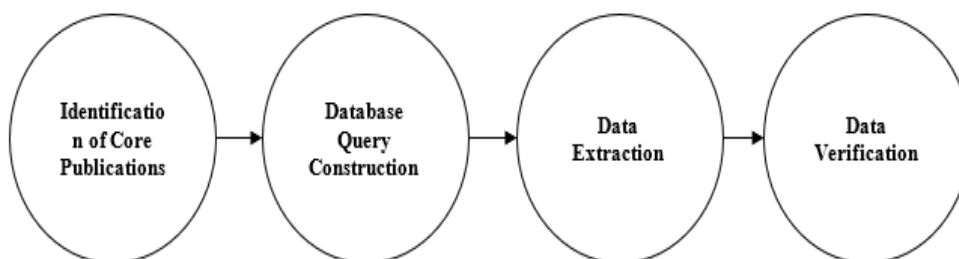 Identificatio
n of Core
Publications
Database
Query
Construction
Data
Extraction
Data
Verification